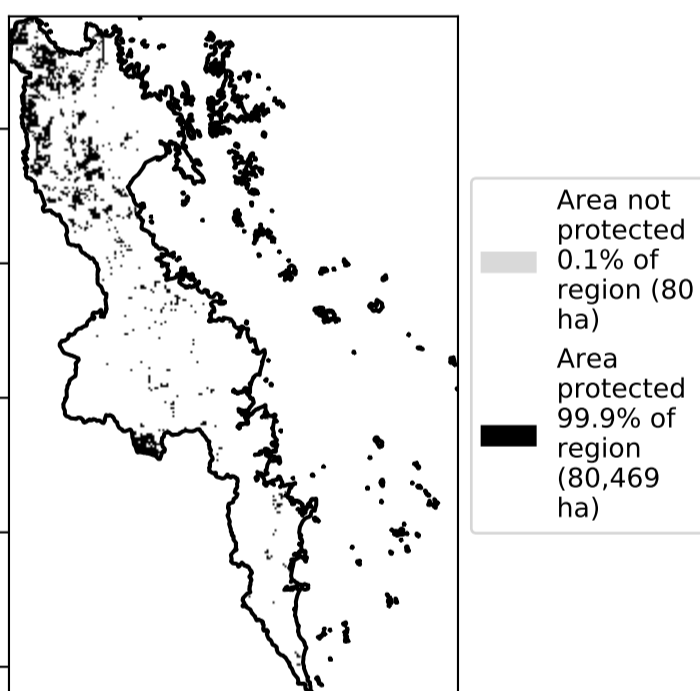 Area not
protected
0.1% of
region (80
ha)
Area
protected
99.9% of
region
(80,469
ha)